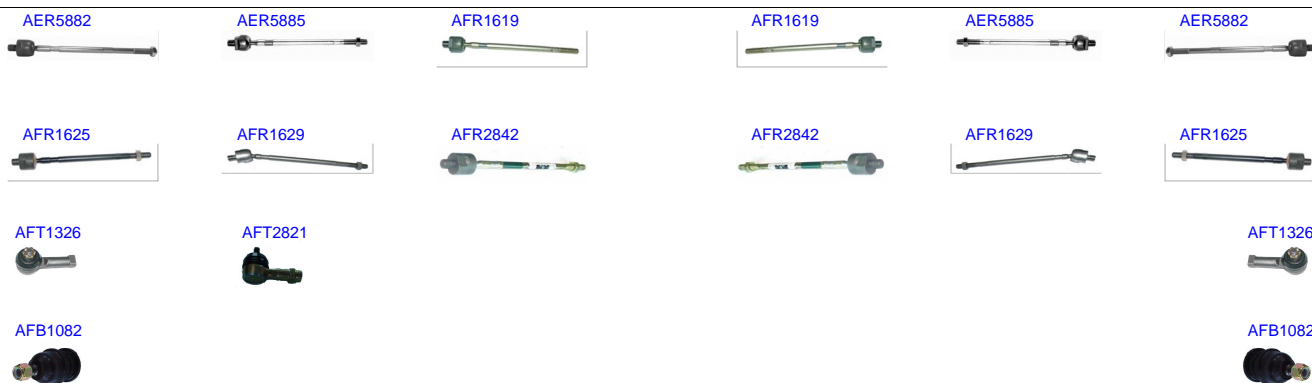 AER5882 AER5885 AFR1619 AFR1619 AER5885 AER5882
AFR1625 AFR1629 AFR2842 AFR2842 AFR1629 AFR1625
AFT1326 AFT2821 AFT1326
AFB1082 AFB1082